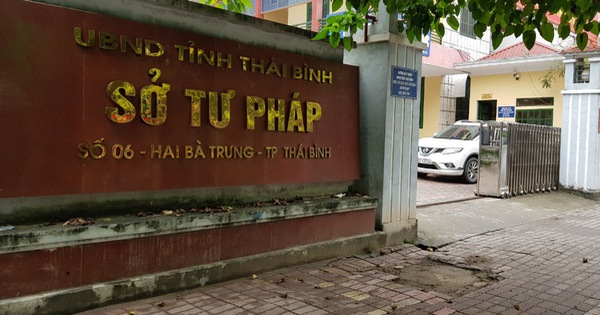 UBND TỈNH THÁI BÌNH
SỞ TƯ PHÁP
SỐ 06 - HAI BÀ TRƯNG - TP THÁI BÌNH